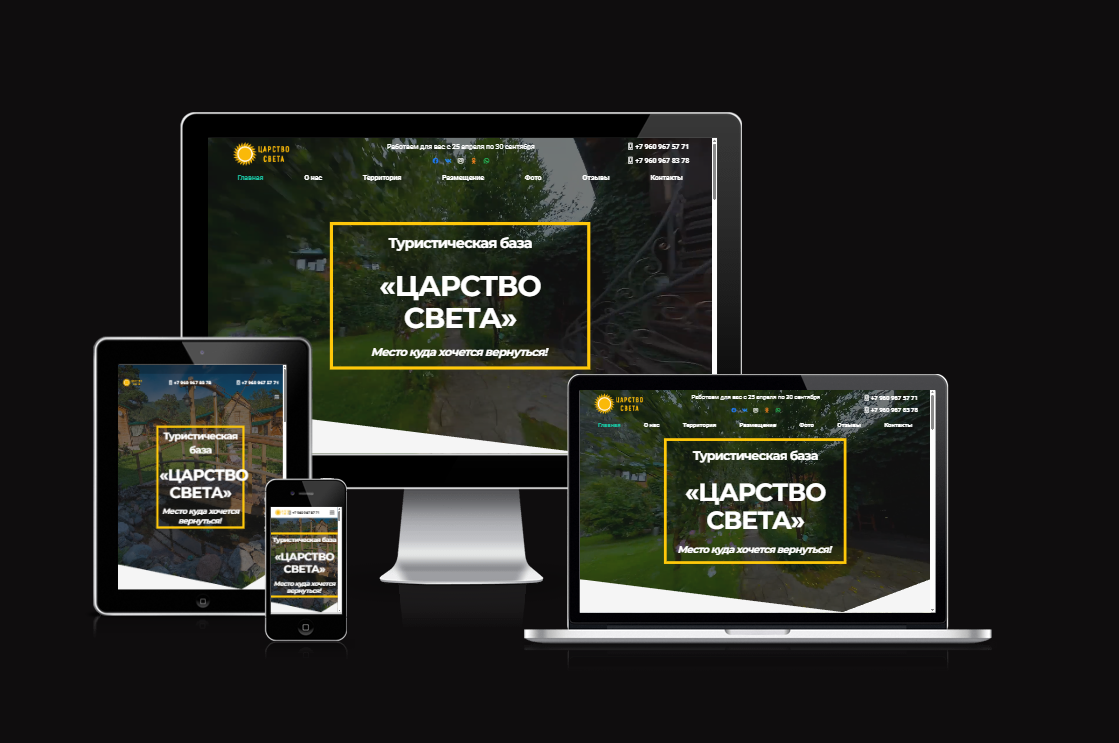 ЦАРСТВО
СВЕТА
Работаем для вас с 25 апреля по 30 сентября
+7 960 967 57 71
+7 960 967 83 78
Главная О нас Территория Размещение Фото Отзывы Контакты
Туристическая база
«ЦАРСТВО
СВЕТА»
Место куда хочется вернуться!
+7 960 967 83 78 +7 960 967 57 71
Туристическая
база
«ЦАРСТВО
СВЕТА»
Место куда хочется
вернуться!
+7 960 967 57 71
Туристическая база
«ЦАРСТВО
СВЕТА»
Место куда хочется
вернуться!
ЦАРСТВО
СВЕТА
Работаем для вас с 25 апреля по 30 сентября
+7 960 967 57 71
+7 960 967 83 78
Главная О нас Территория Размещение Фото Отзывы Контакты
Туристическая база
«ЦАРСТВО
СВЕТА»
Место куда хочется вернуться!